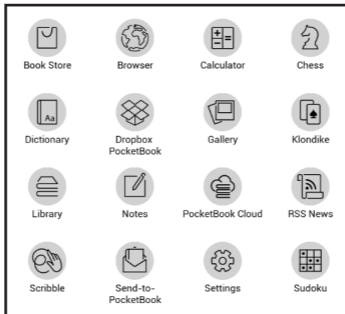 Book Store
Browser
Calculator
Chess
Aa
Dictionary
Dropbox
PocketBook
Gallery
Klondike
Library
Notes
PocketBook Cloud
RSS News
Scribble
Send-to-
PocketBook
Settings
Sudoku